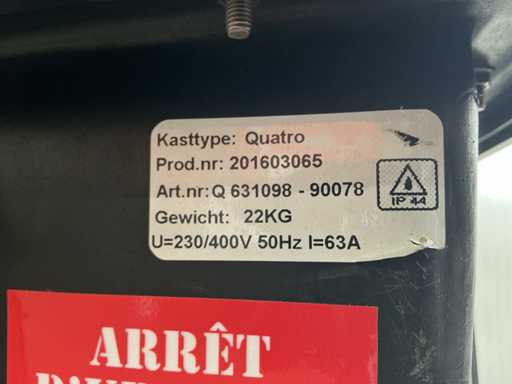 Kasttype: Quatro
Prod.nr: 201603065
Art.nr: Q 631098 - 90078
Gewicht: 22KG
IP 44
U=230/400V 50Hz I=63A
ARRÊT